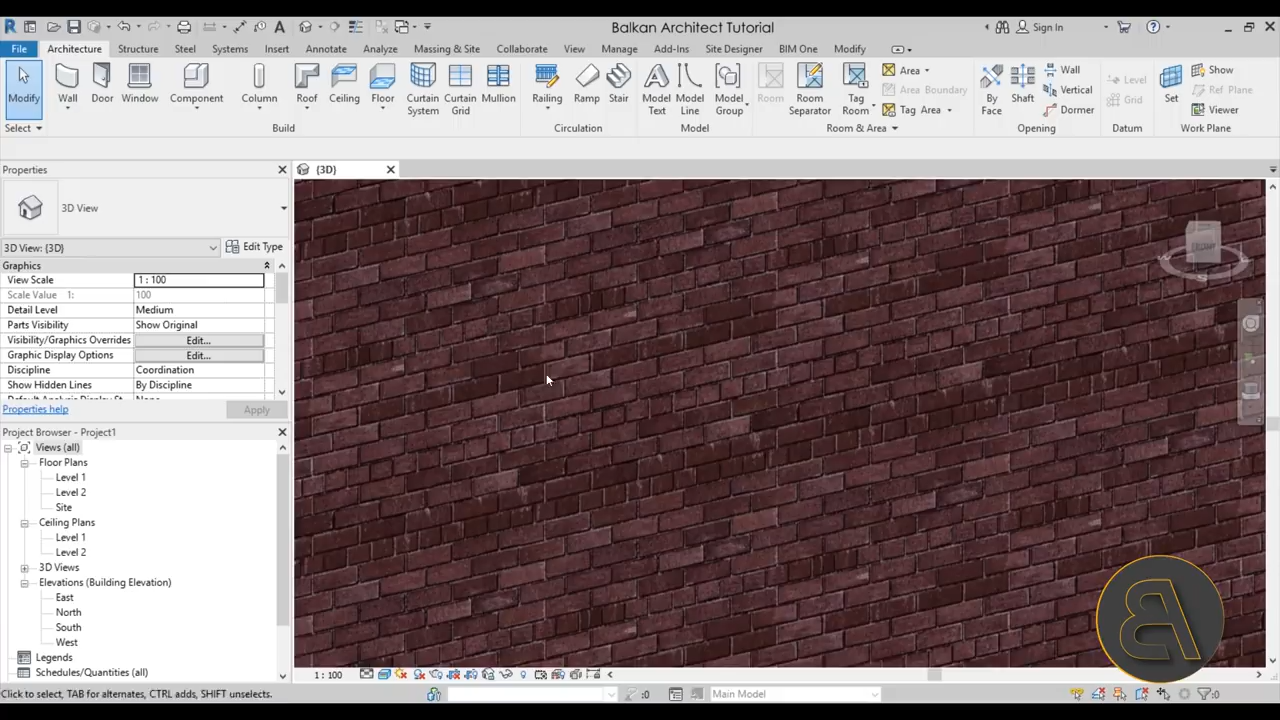 Balkan Architect Tutorial
Sign In
File Architecture Structure Steel Systems Insert Annotate Analyze Massing & Site Collaborate View Manage Add-Ins Site Designer BIM One Modify
Modify Wall Door Window Component Column Roof Ceiling Floor Curtain System Curtain Grid Mullion Railing Ramp Stair Model Text Model Line Model Group Room Room Separator Tag Room Area Area Boundary Tag Area By Face Shaft Wall Vertical Dormer Level Grid Set Show Ref Plane Viewer
Select Build Circulation Model Room & Area Opening Datum Work Plane
Properties
{3D}
3D View
3D View: {3D} Edit Type
Graphics
View Scale 1 : 100
Scale Value 1: 100
Detail Level Medium
Parts Visibility Show Original
Visibility/Graphics Overrides Edit...
Graphic Display Options Edit...
Discipline Coordination
Show Hidden Lines By Discipline
Properties help Apply
Project Browser - Project1
Views (all)
Floor Plans
Level 1
Level 2
Site
Ceiling Plans
Level 1
Level 2
3D Views
Elevations (Building Elevation)
East
North
South
West
Legends
Schedules/Quantities (all)
1 : 100
Click to select, TAB for alternates, CTRL adds, SHIFT unselects. :0 Main Model :0